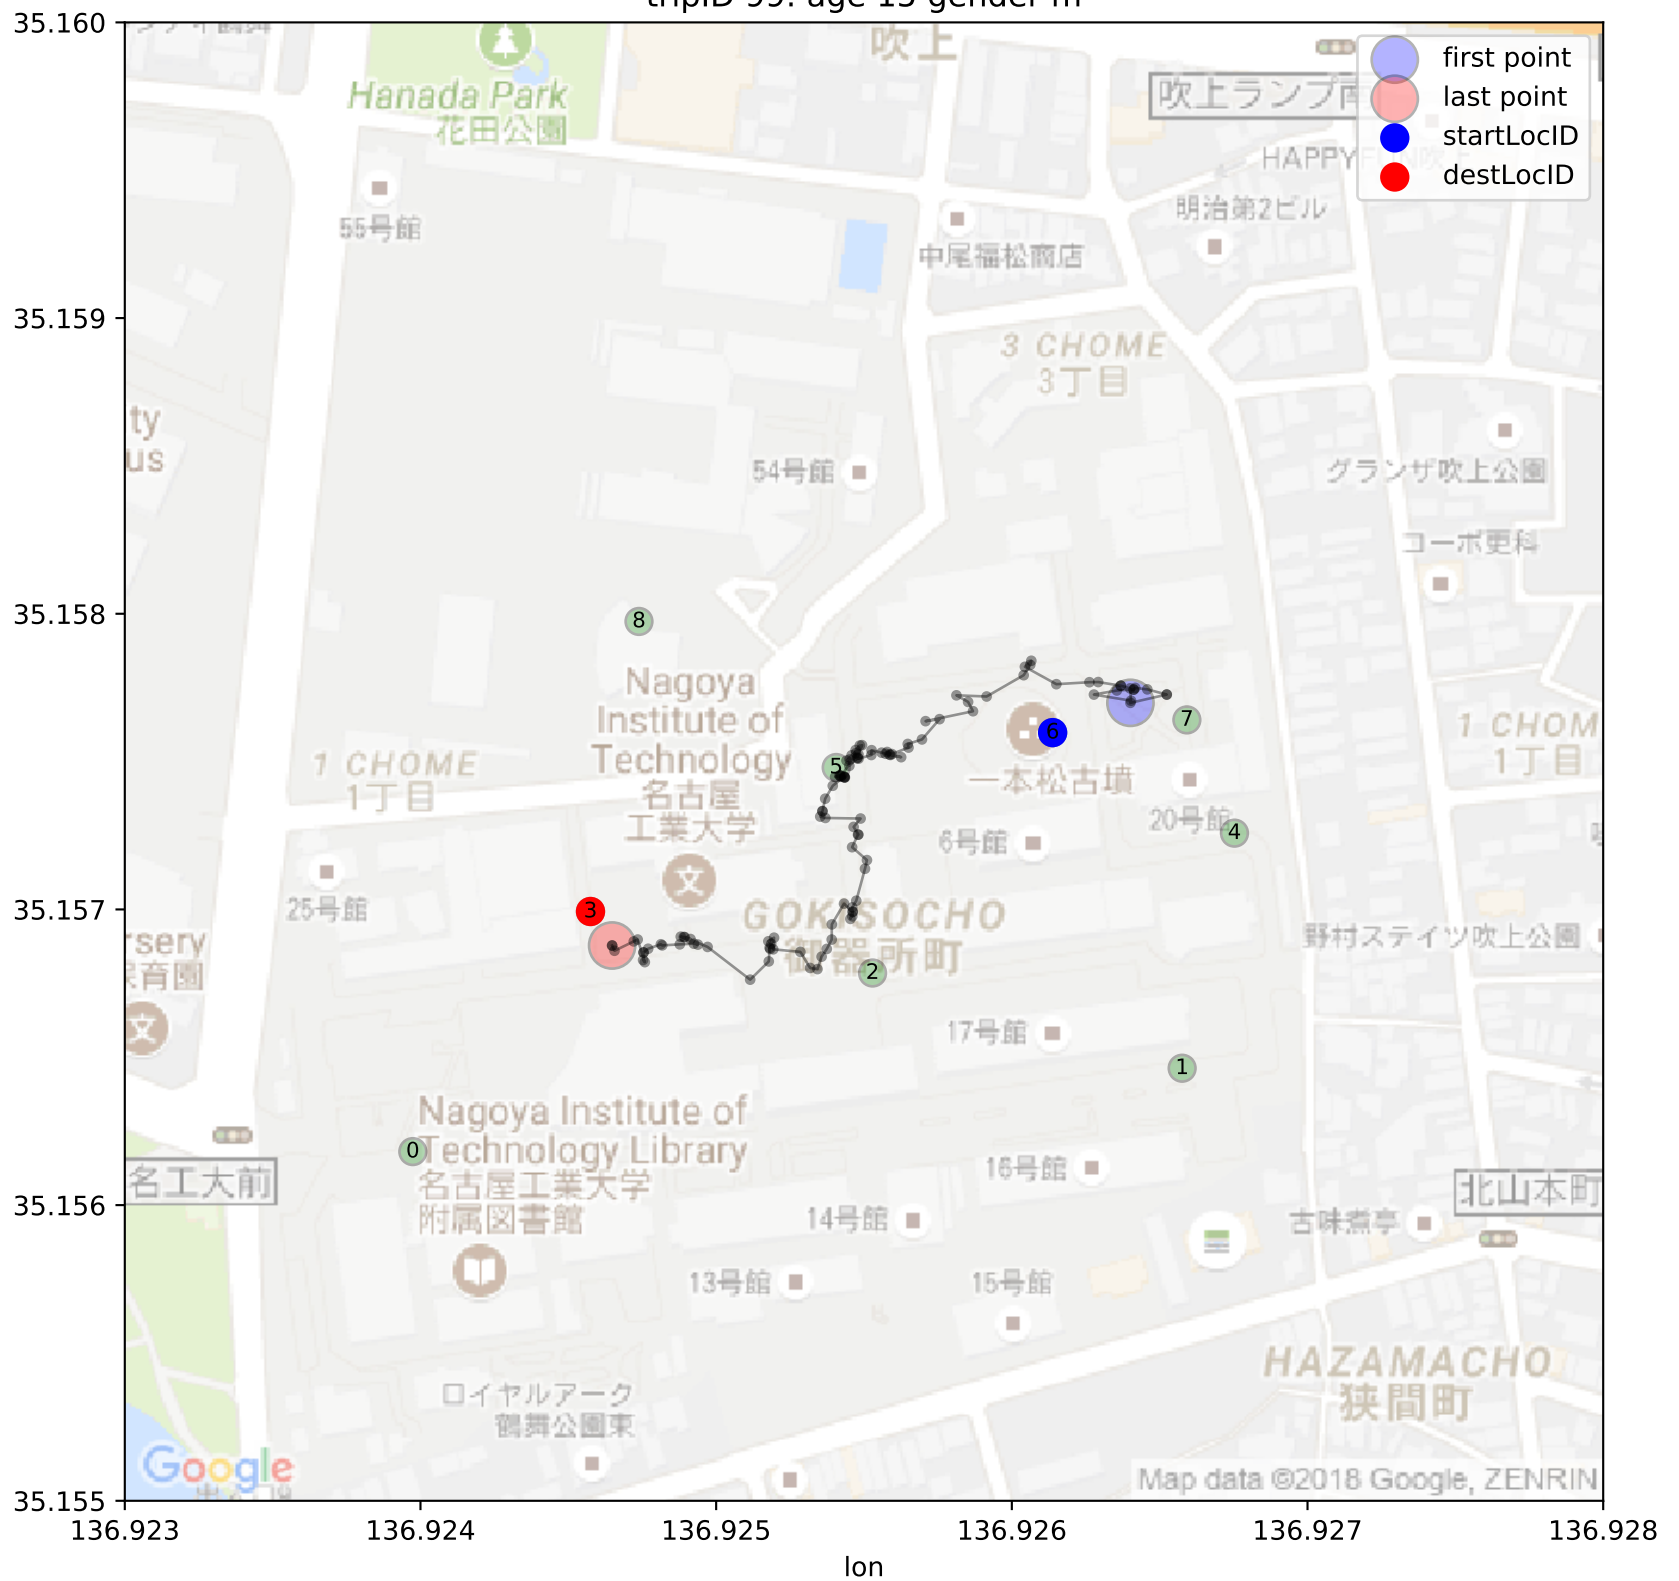 tripID 99: age 15 gender m
35.160
35.159
35.158
35.157
35.156
35.155
136.923
136.924
136.925
136.926
136.927
136.928
lon
first point
last point
startLocID
destLocID
吹上
Hanada Park
花田公園
吹上ランプ南
55号館
中尾福松商店
明治第2ビル
3 CHOME
3丁目
ty
us
54号館
グランザ吹上公園
コーポ更科
8
Nagoya
Institute of
Technology
名古屋
工業大学
7
6
5
一本松古墳
1 CHOME
1丁目
1 CHOM
1丁目
20号館
4
6号館
25号館
3
GOKISOCHO
御器所町
2
野村ステイツ吹上公園
rsery
保育園
17号館
1
Nagoya Institute of
Technology Library
名古屋工業大学
附属図書館
0
名工大前
16号館
北山本町
14号館
古味煮亭
13号館
15号館
HAZAMACHO
狭間町
ロイヤルアーク
鶴舞公園東
Google
Map data ©2018 Google, ZENRIN